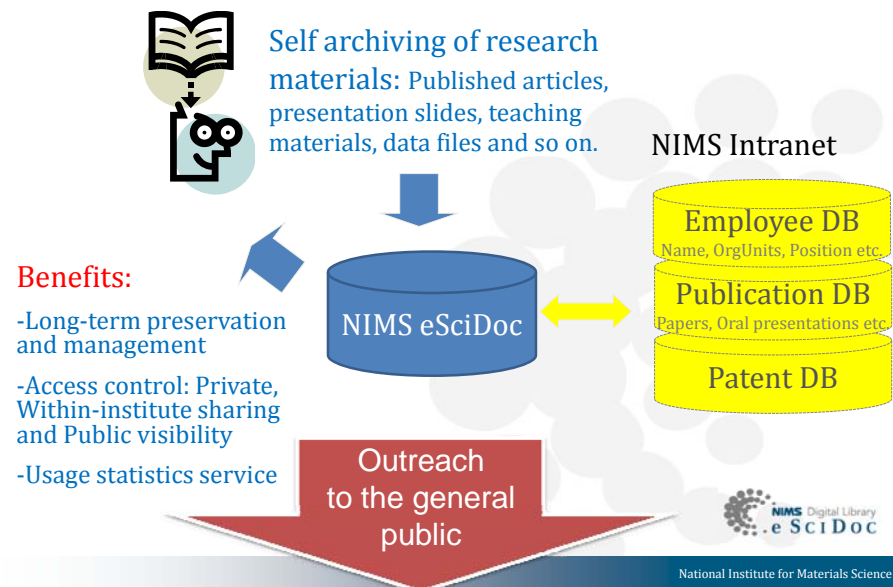 Self archiving of research
materials: Published articles,
presentation slides, teaching
materials, data files and so on.
NIMS Intranet
Employee DB
Name, OrgUnits, Position etc.
Publication DB
Papers, Oral presentations etc.
Patent DB
NIMS eSciDoc
Benefits:
-Long-term preservation
and management
-Access control: Private,
Within-institute sharing
and Public visibility
-Usage statistics service
Outreach
to the general
public
NIMS Digital Library
e SciDoc
National Institute for Materials Science